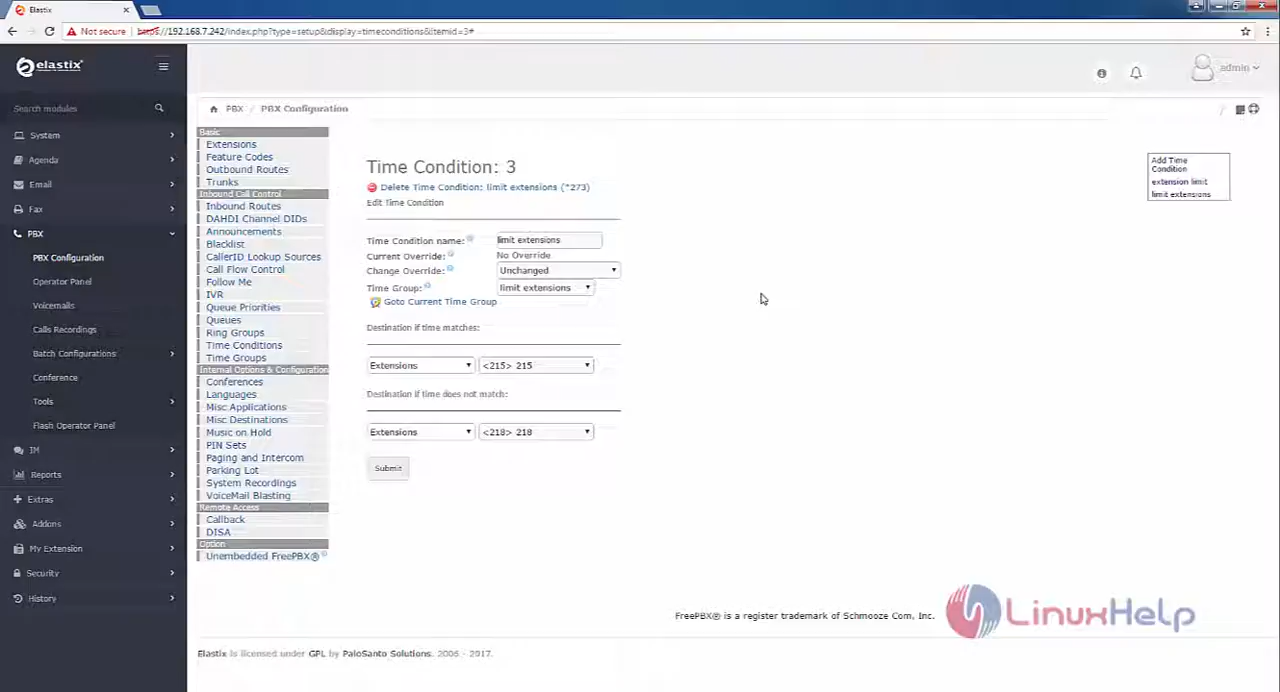 Elastix
Not secure https://192.168.7.242/index.php?type=setup&display=timeconditions&itemid=3#
elastix
admin
Search modules
System
Agenda
Email
Fax
PBX
PBX Configuration
Operator Panel
Voicemails
Calls Recordings
Batch Configurations
Conference
Tools
Flash Operator Panel
IM
Reports
Extras
Addons
My Extension
Security
History
PBX / PBX Configuration
Basic
Extensions
Feature Codes
Outbound Routes
Trunks
Inbound Call Control
Inbound Routes
DAHDI Channel DIDs
Announcements
Blacklist
CallerID Lookup Sources
Call Flow Control
Follow Me
IVR
Queue Priorities
Queues
Ring Groups
Time Conditions
Time Groups
Internal Options & Configuration
Conferences
Languages
Misc Applications
Misc Destinations
Music on Hold
PIN Sets
Paging and Intercom
Parking Lot
System Recordings
VoiceMail Blasting
Remote Access
Callback
DISA
Option
Unembedded FreePBX®
Time Condition: 3
Delete Time Condition: limit extensions (*273)
Edit Time Condition
Time Condition name: limit extensions
Current Override: No Override
Change Override: Unchanged
Time Group: limit extensions
Goto Current Time Group
Destination if time matches:
Extensions <215> 215
Destination if time does not match:
Extensions <218> 218
Submit
Add Time
Condition
extension limit
limit extensions
FreePBX® is a register trademark of Schmooze Com, Inc.
LinuxHelp
Elastix is licensed under GPL by PaloSanto Solutions. 2006 - 2017.